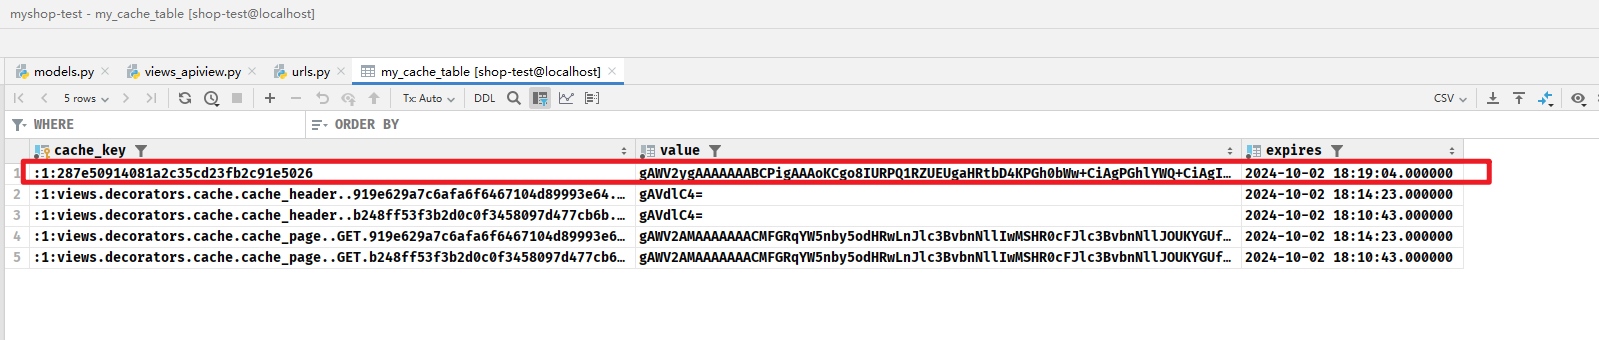 myshop-test - my_cache_table [shop-test@localhost]
models.py views_apiview.py urls.py my_cache_table [shop-test@localhost]
5 rows Tx: Auto DDL CSV
WHERE ORDER BY
cache_key value expires
1 :1:287e50914081a2c35cd23fb2c91e5026 gAWV2ygAAAAAAABCPigAAAoKCgo8IURPQ1RZUEUgaHRtbD4KPGh0bWw+CiAgPGhlYWQ+CiAgI… 2024-10-02 18:19:04.000000
2 :1:views.decorators.cache.cache_header..919e629a7c6afa6f6467104d89993e64.… gAVdlC4= 2024-10-02 18:14:23.000000
3 :1:views.decorators.cache.cache_header..b248ff53f3b2d0c0f3458097d477cb6b.… gAVdlC4= 2024-10-02 18:10:43.000000
4 :1:views.decorators.cache.cache_page..GET.919e629a7c6afa6f6467104d89993e6… gAWV2AMAAAAAAACMFGRqYW5nby5odHRwLnJlc3BvbnNllIwMSHR0cFJlc3BvbnNllJOUKYGUf… 2024-10-02 18:14:23.000000
5 :1:views.decorators.cache.cache_page..GET.b248ff53f3b2d0c0f3458097d477cb6… gAWV2AMAAAAAAACMFGRqYW5nby5odHRwLnJlc3BvbnNllIwMSHR0cFJlc3BvbnNllJOUKYGUf… 2024-10-02 18:10:43.000000